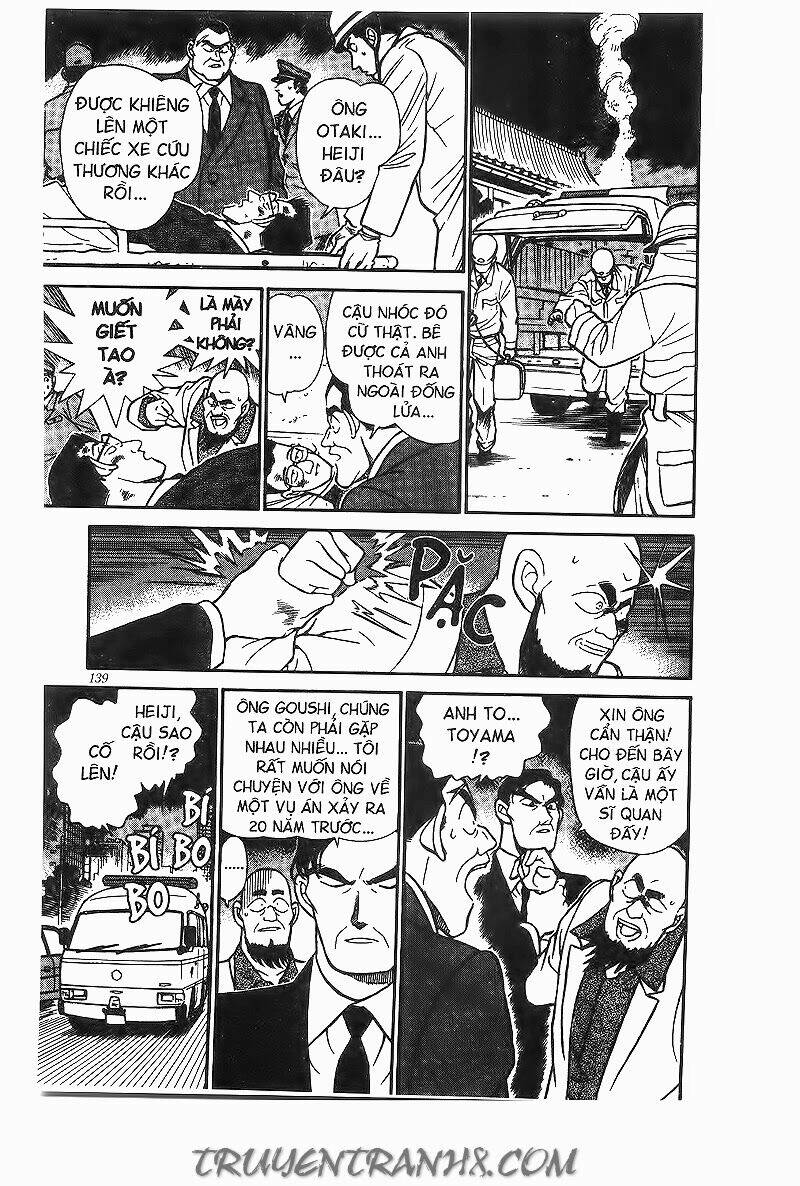 ÔNG
OTAKI...
HEIJI
ĐÂU?
ĐƯỢC KHIÊNG
LÊN MỘT
CHIẾC XE CỨU
THƯƠNG KHÁC
RỒI...
CẬU NHÓC ĐÓ
CỪ THẬT. BÊ
ĐƯỢC CẢ ANH
THOÁT RA
NGOÀI ĐỐNG
LỬA...
VÂNG
...
LÀ MÀY
PHẢI
KHÔNG?
MUỐN
GIẾT
TAO
À?
PẶC
139
XIN ÔNG
CẨN THẬN!
CHO ĐẾN BÂY
GIỜ, CẬU ẤY
VẪN LÀ MỘT
SĨ QUAN
ĐẤY!
ANH TO...
TOYAMA
!?
ÔNG GOUSHI, CHÚNG
TA CÒN PHẢI GẶP
NHAU NHIỀU... TÔI
RẤT MUỐN NÓI
CHUYỆN VỚI ÔNG VỀ
MỘT VỤ ÁN XẢY RA
20 NĂM TRƯỚC...
......
HEIJI,
CẬU SAO
RỒI!?
CỐ
LÊN!
BÍ
BO
BÍ
BO
TRUYENTRANH8.COM